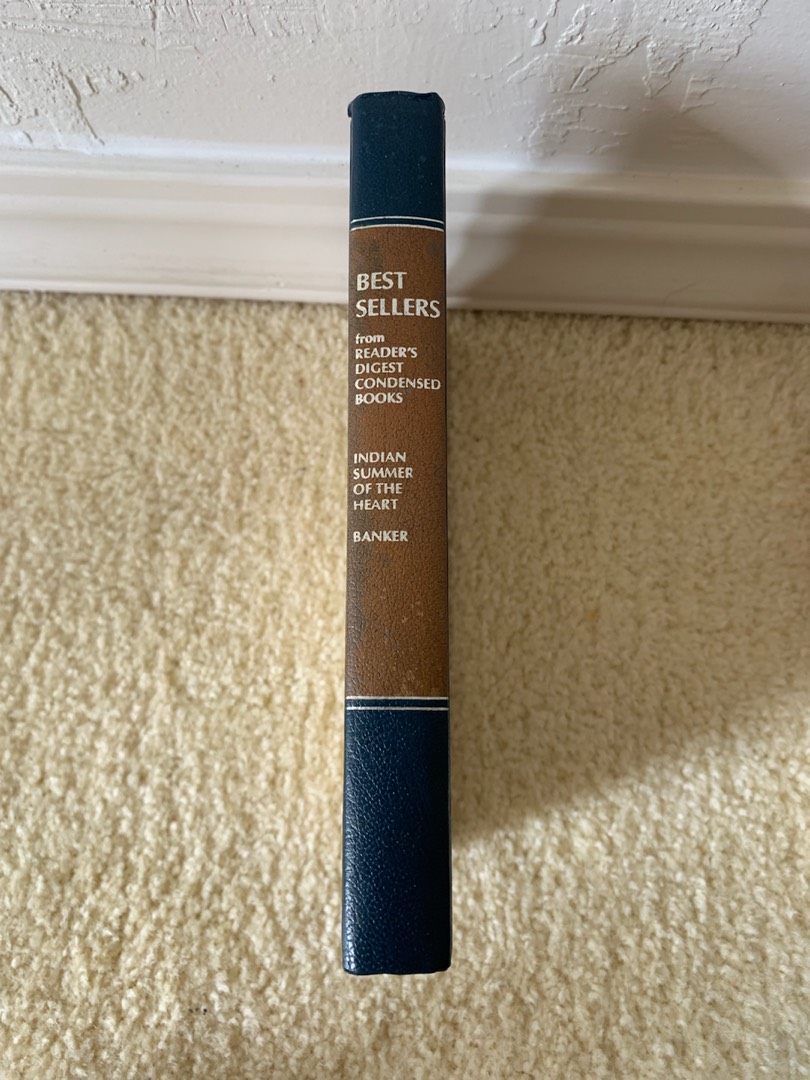 BEST
SELLERS
from
READER'S
DIGEST
CONDENSED
BOOKS
INDIAN
SUMMER
OF THE
HEART
BANKER